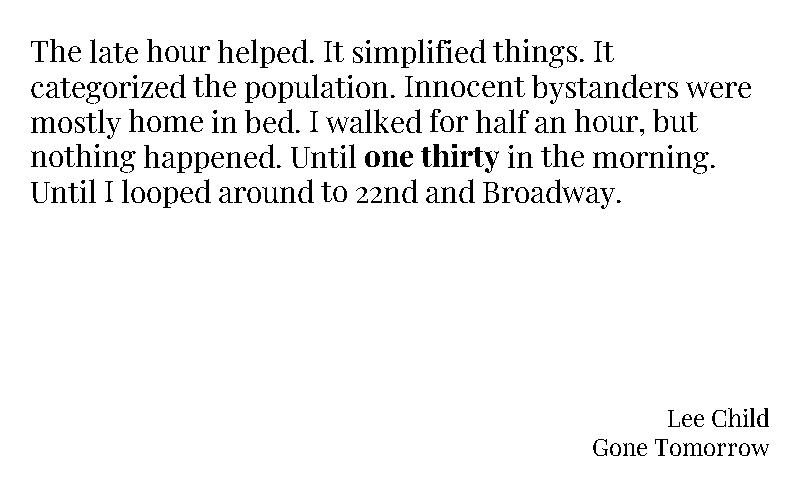 The late hour helped. It simplified things. It
categorized the population. Innocent bystanders were
mostly home in bed. I walked for half an hour, but
nothing happened. Until one thirty in the morning.
Until I looped around to 22nd and Broadway.
Lee Child
Gone Tomorrow